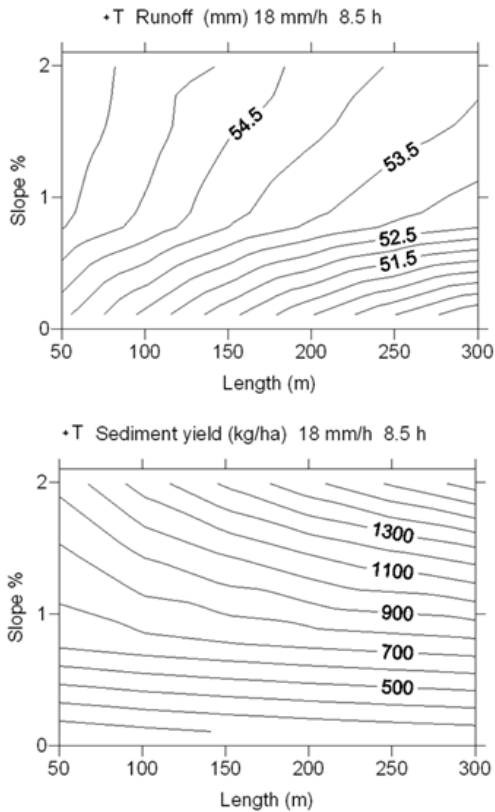 +T Runoff (mm) 18 mm/h 8.5 h
2
54.5
53.5
Slope %
1
52.5
51.5
0
50 100 150 200 250 300
Length (m)
+T Sediment yield (kg/ha) 18 mm/h 8.5 h
2
1300
1100
Slope %
1
900
700
500
0
50 100 150 200 250 300
Length (m)